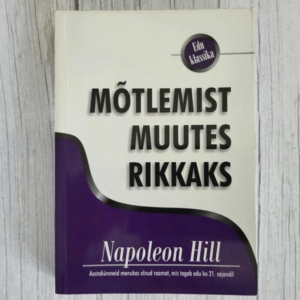 Edu
klassika
MÕTLEMIST
MUUTES
RIKKAKS
Napoleon Hill
Aastakümneid menukas olnud raamat, mis tagab edu ka 21. sajandil